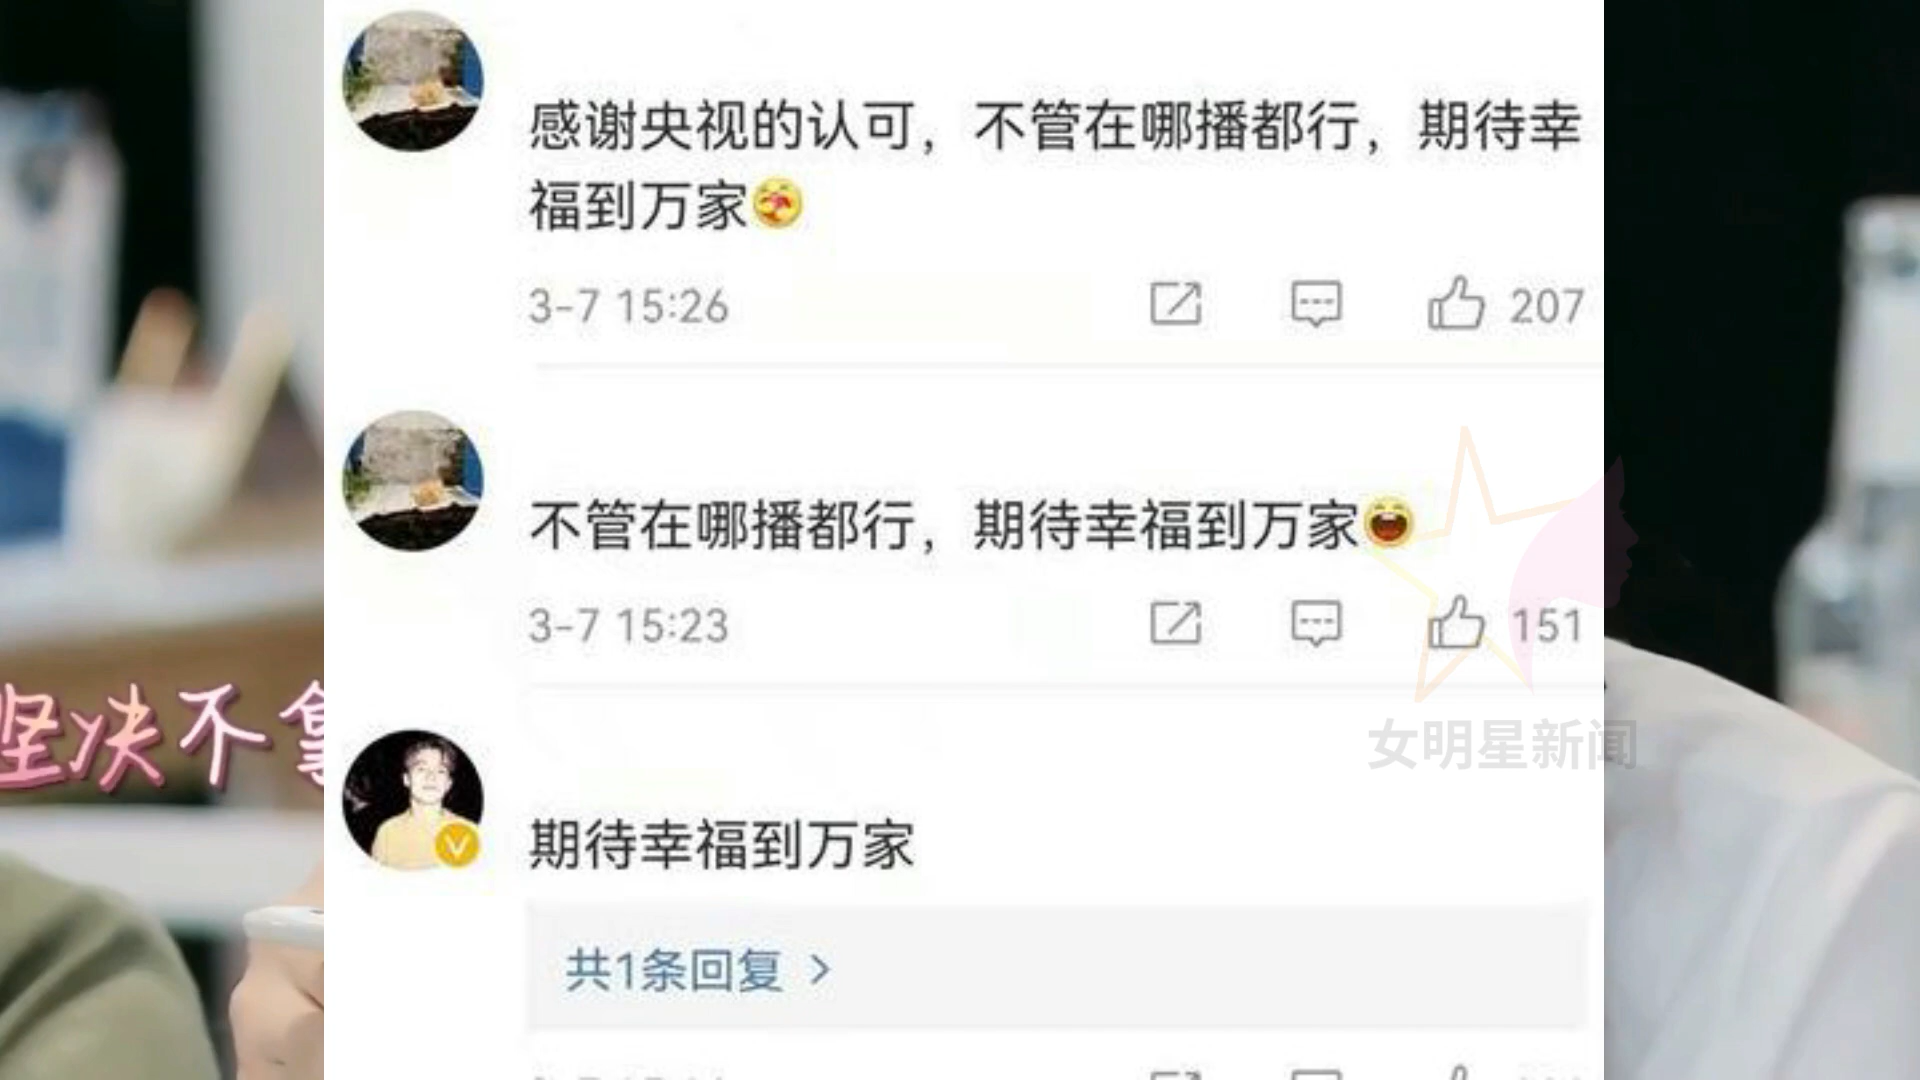 感谢央视的认可，不管在哪播都行，期待幸
福到万家
3-7 15:26
207
不管在哪播都行，期待幸福到万家
3-7 15:23
151
女明星新闻
坚决不拿
期待幸福到万家
共1条回复 >